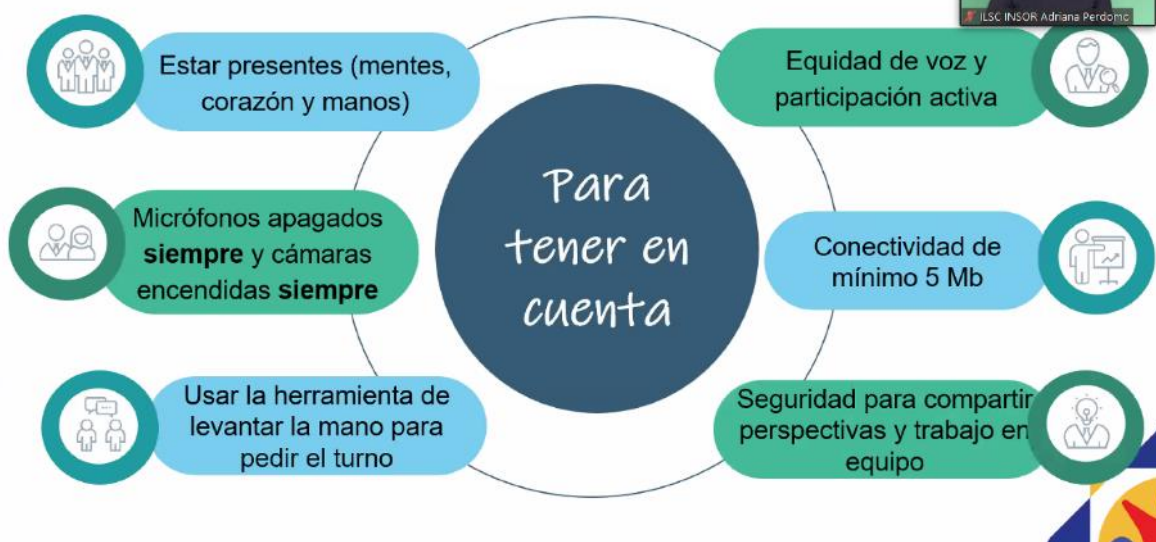 ILSC INSOR Adriana Perdomo
Estar presentes (mentes,
corazón y manos)
Micrófonos apagados
siempre y cámaras
encendidas siempre
Usar la herramienta de
levantar la mano para
pedir el turno
Para
tener en
cuenta
Equidad de voz y
participación activa
Conectividad de
mínimo 5 Mb
Seguridad para compartir
perspectivas y trabajo en
equipo